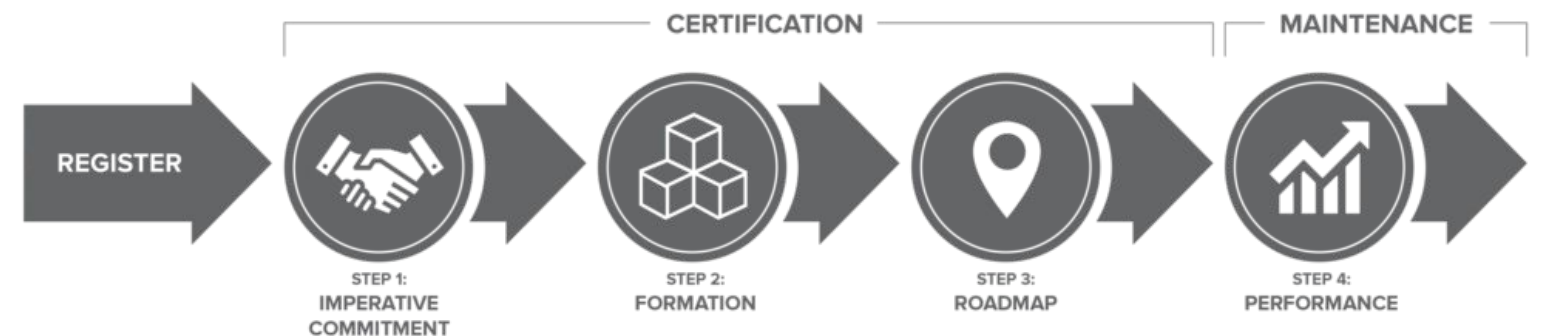 CERTIFICATION
MAINTENANCE
REGISTER
STEP 1:
IMPERATIVE
COMMITMENT
STEP 2:
FORMATION
STEP 3:
ROADMAP
STEP 4:
PERFORMANCE